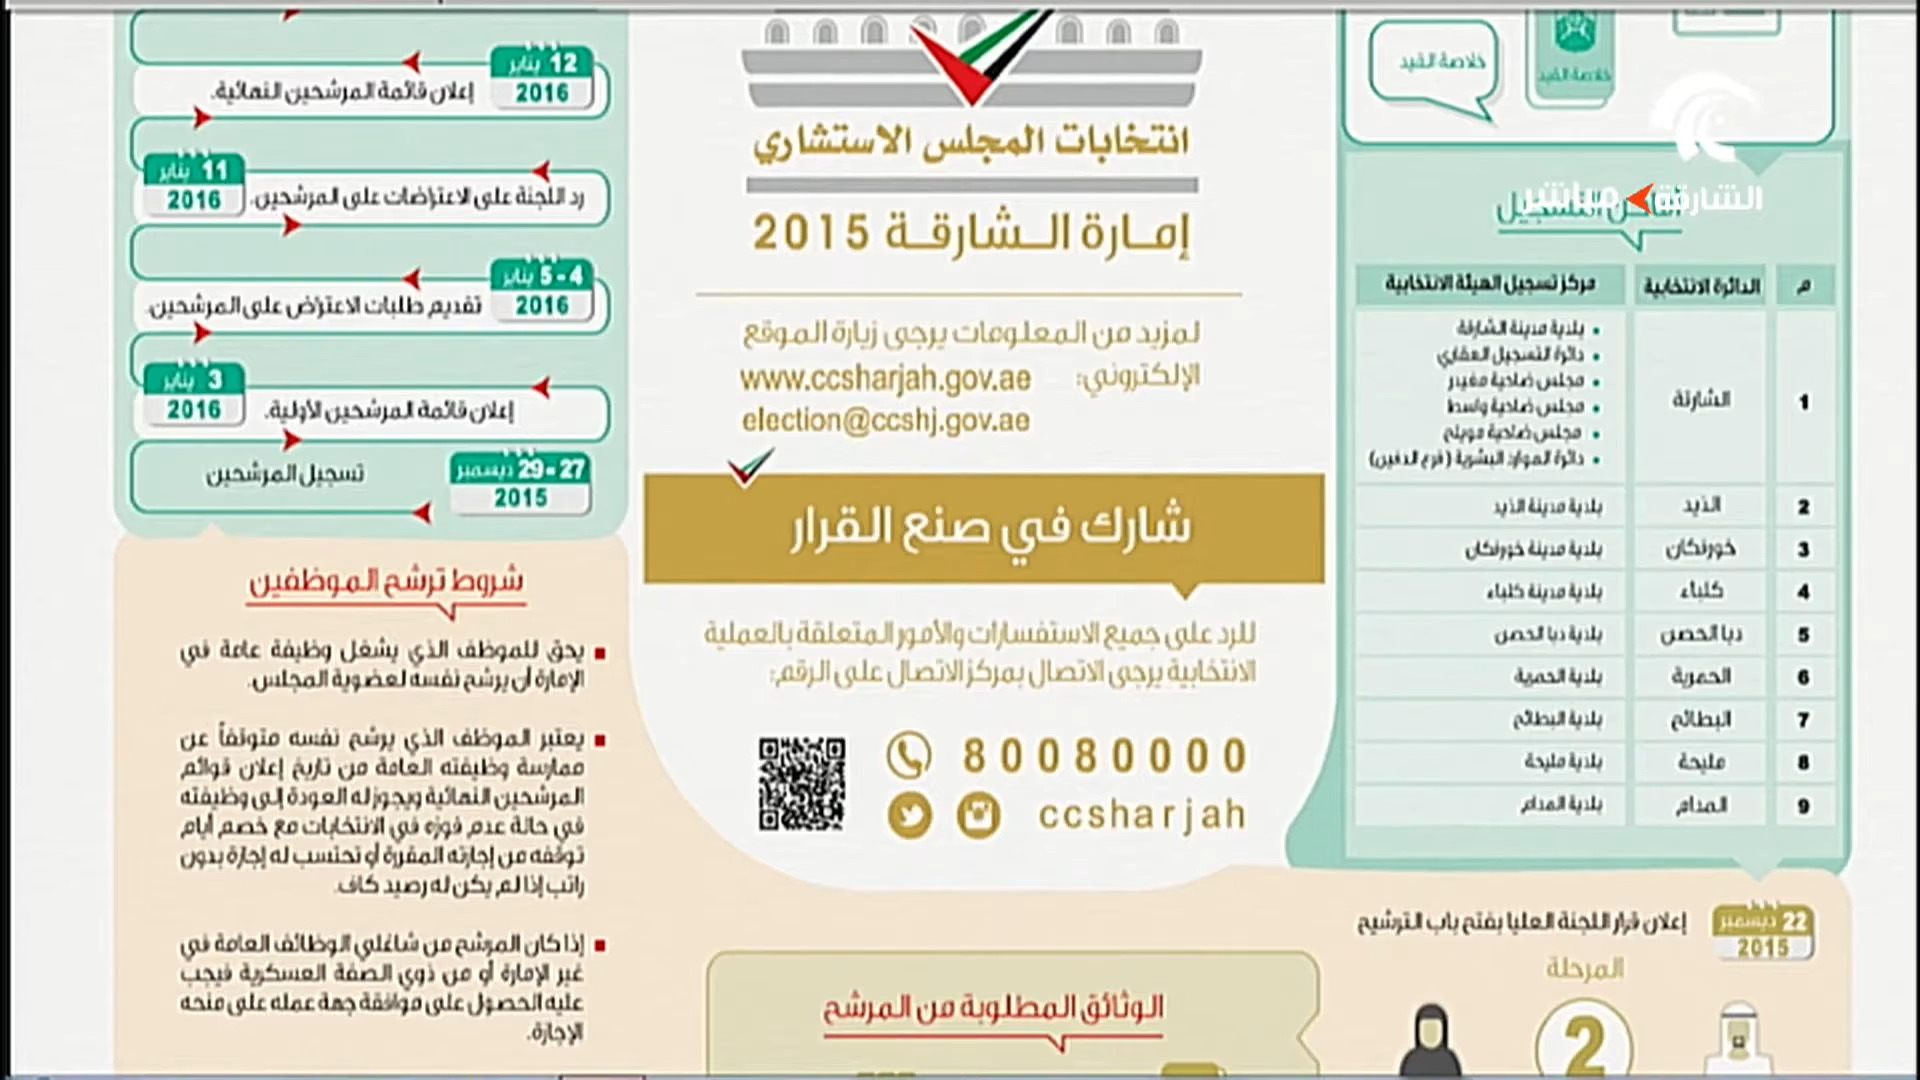 خلاصة القيد
خلاصة القيد
الشارقة مباشر
م
الدائرة الانتخابية
مركز تسجيل الهيئة الانتخابية
1
الشارقة
بلدية مدينة الشارقة
دائرة التسجيل العقاري
مجلس ضاحية مغيدر
مجلس ضاحية واسط
مجلس ضاحية مويلح
دائرة الموارد البشرية (فرع الدفين)
2 الذيد بلدية مدينة الذيد
3 خورفكان بلدية مدينة خورفكان
4 كلباء بلدية مدينة كلباء
5 دبا الحصن بلدية دبا الحصن
6 الحمرية بلدية الحمرية
7 البطائح بلدية البطائح
8 مليحة بلدية مليحة
9 المدام بلدية المدام
22 ديسمبر
2015
إعلان قرار اللجنة العليا بفتح باب الترشيح
المرحلة
2
انتخابات المجلس الاستشاري
إمارة الشارقة 2015
لمزيد من المعلومات يرجى زيارة الموقع
الإلكتروني: www.ccsharjah.gov.ae
election@ccshj.gov.ae
شارك في صنع القرار
للرد على جميع الاستفسارات والأمور المتعلقة بالعملية
الانتخابية يرجى الاتصال بمركز الاتصال على الرقم:
80080000
ccsharjah
الوثائق المطلوبة من المرشح
12 يناير
2016
إعلان قائمة المرشحين النهائية.
11 يناير
2016
رد اللجنة على الاعتراضات على المرشحين.
4 - 5 يناير
2016
تقديم طلبات الاعتراض على المرشحين.
3 يناير
2016
إعلان قائمة المرشحين الأولية.
27 - 29 ديسمبر
2015
تسجيل المرشحين
شروط ترشح الموظفين
يحق للموظف الذي يشغل وظيفة عامة في
الإمارة أن يرشح نفسه لعضوية المجلس.
يعتبر الموظف الذي يرشح نفسه متوقفاً عن
ممارسة وظيفته العامة من تاريخ إعلان قوائم
المرشحين النهائية ويجوز له العودة إلى وظيفته
في حالة عدم فوزه في الانتخابات مع خصم أيام
توقفه من إجازته المقررة أو تحتسب له إجازة بدون
راتب إذا لم يكن له رصيد كاف.
إذا كان المرشح من شاغلي الوظائف العامة في
غير الإمارة أو من ذوي الصفة العسكرية فيجب
عليه الحصول على موافقة جهة عمله على منحه
الإجازة.